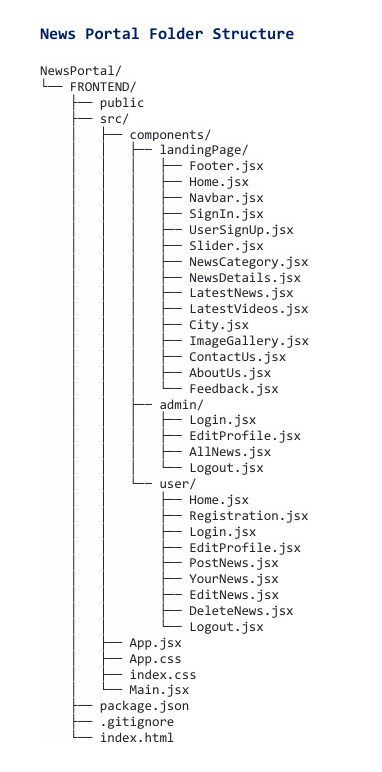 News Portal Folder Structure
NewsPortal/
└── FRONTEND/
    ├── public
    ├── src/
    │   ├── components/
    │   │   ├── landingPage/
    │   │   │   ├── Footer.jsx
    │   │   │   ├── Home.jsx
    │   │   │   ├── Navbar.jsx
    │   │   │   ├── SignIn.jsx
    │   │   │   ├── UserSignUp.jsx
    │   │   │   ├── Slider.jsx
    │   │   │   ├── NewsCategory.jsx
    │   │   │   ├── NewsDetails.jsx
    │   │   │   ├── LatestNews.jsx
    │   │   │   ├── LatestVideos.jsx
    │   │   │   ├── City.jsx
    │   │   │   ├── ImageGallery.jsx
    │   │   │   ├── ContactUs.jsx
    │   │   │   ├── AboutUs.jsx
    │   │   │   └── Feedback.jsx
    │   │   ├── admin/
    │   │   │   ├── Login.jsx
    │   │   │   ├── EditProfile.jsx
    │   │   │   ├── AllNews.jsx
    │   │   │   └── Logout.jsx
    │   │   └── user/
    │   │       ├── Home.jsx
    │   │       ├── Registration.jsx
    │   │       ├── Login.jsx
    │   │       ├── EditProfile.jsx
    │   │       ├── PostNews.jsx
    │   │       ├── YourNews.jsx
    │   │       ├── EditNews.jsx
    │   │       ├── DeleteNews.jsx
    │   │       └── Logout.jsx
    │   ├── App.jsx
    │   ├── App.css
    │   ├── index.css
    │   └── Main.jsx
    ├── package.json
    ├── .gitignore
    └── index.html